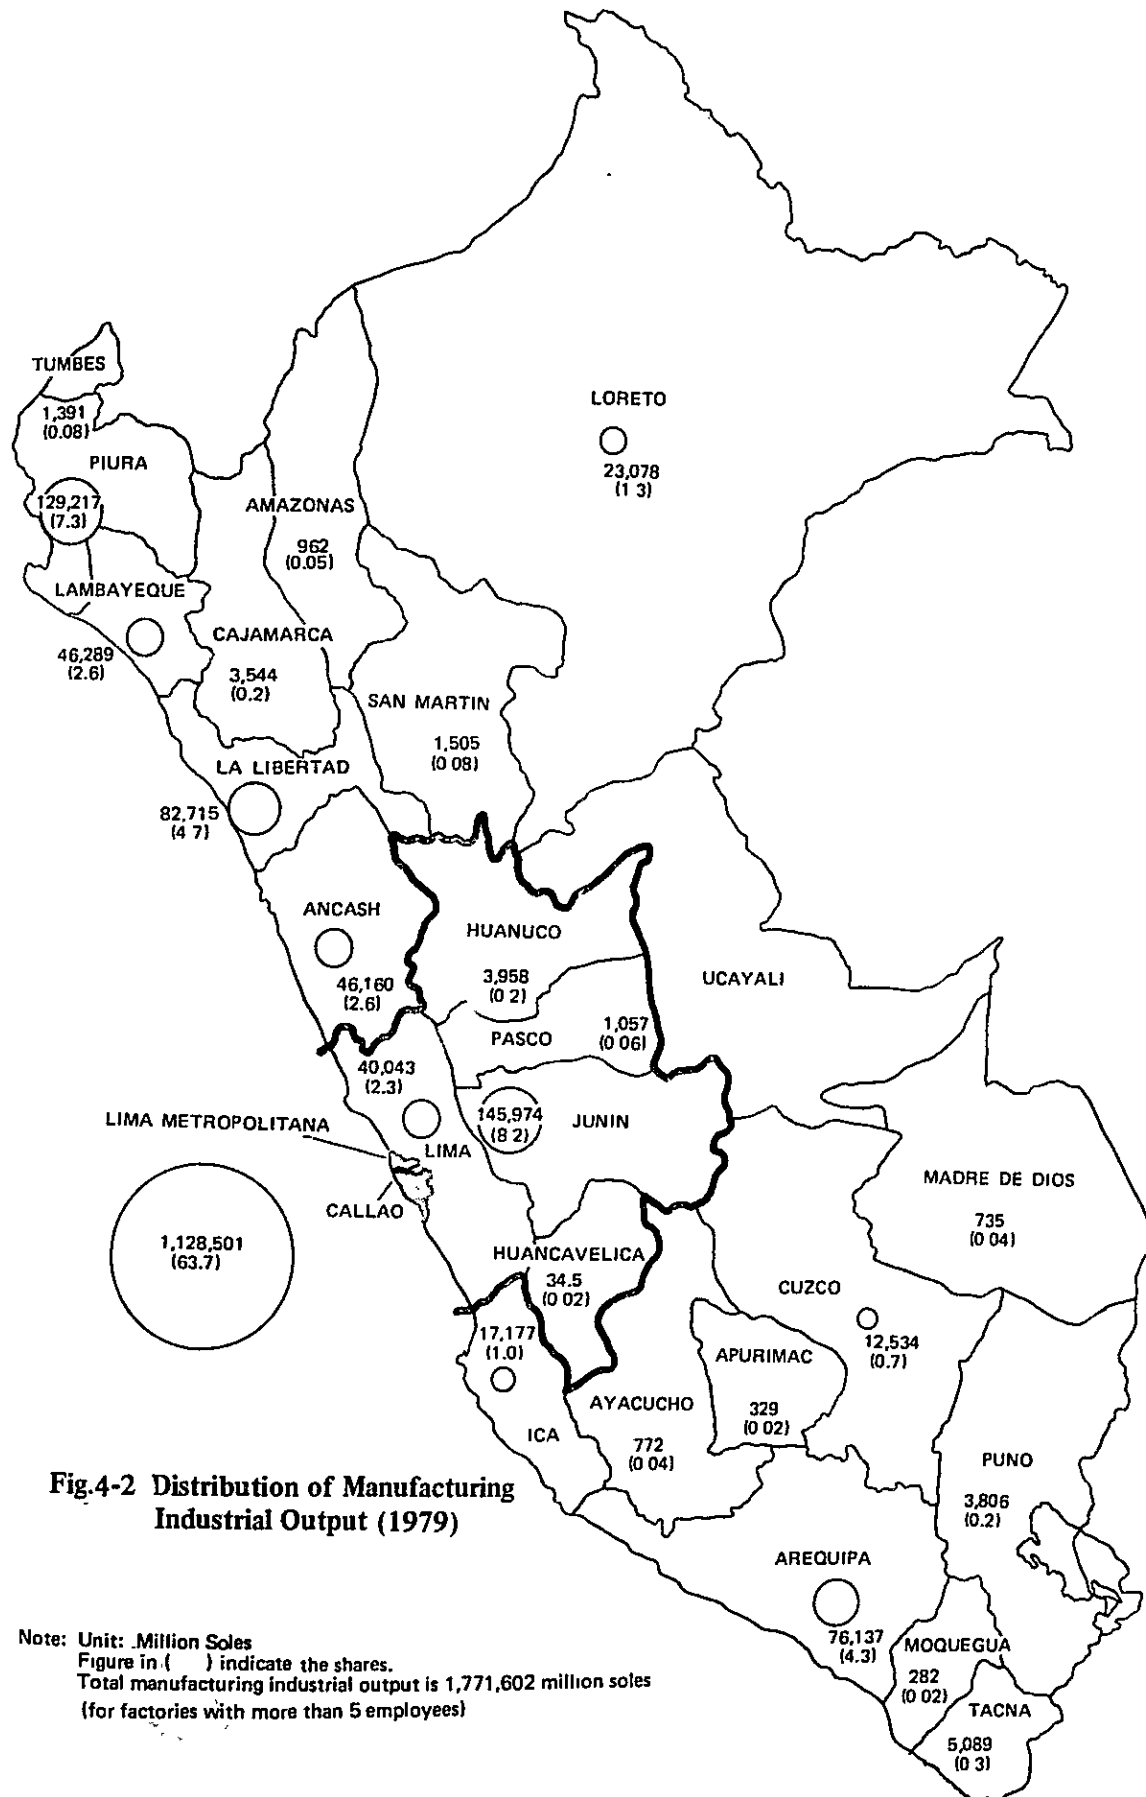 TUMBES
1,391
(0.08)
PIURA
129,217
(7.3)
LAMBAYEQUE
46,289
(2.6)
AMAZONAS
962
(0.05)
CAJAMARCA
3,544
(0.2)
LORETO
23,078
(1 3)
SAN MARTIN
1,505
(0 08)
LA LIBERTAD
82,715
(4 7)
ANCASH
46,160
(2.6)
HUANUCO
3,958
(0 2)
UCAYALI
PASCO
1,057
(0 06)
40,043
(2.3)
LIMA METROPOLITANA
LIMA
145,974
(8 2)
JUNIN
CALLAO
1,128,501
(63.7)
MADRE DE DIOS
735
(0 04)
HUANCAVELICA
34.5
(0 02)
CUZCO
12,534
(0.7)
17,177
(1.0)
ICA
APURIMAC
329
(0 02)
AYACUCHO
772
(0 04)
PUNO
3,806
(0.2)
Fig.4-2 Distribution of Manufacturing
Industrial Output (1979)
AREQUIPA
76,137
(4.3)
MOQUEGUA
282
(0 02)
TACNA
5,089
(0 3)
Note: Unit: Million Soles
Figure in ( ) indicate the shares.
Total manufacturing industrial output is 1,771,602 million soles
(for factories with more than 5 employees)